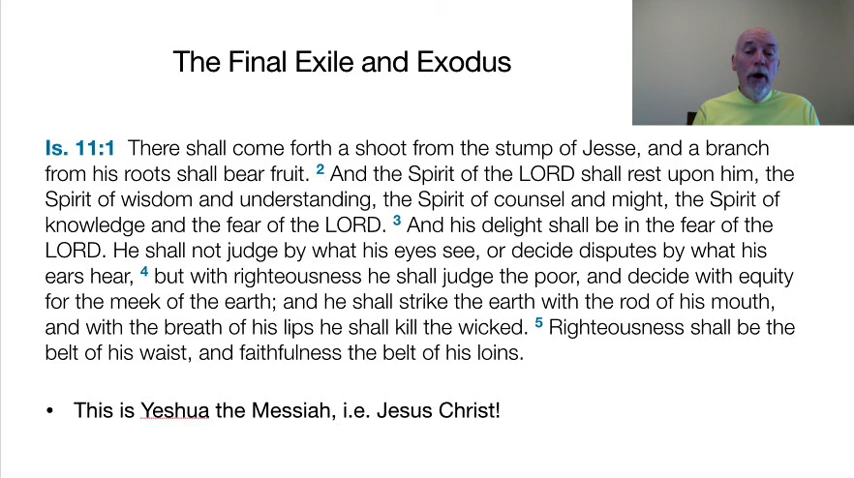 The Final Exile and Exodus
Is. 11:1 There shall come forth a shoot from the stump of Jesse, and a branch
from his roots shall bear fruit. 2 And the Spirit of the LORD shall rest upon him, the
Spirit of wisdom and understanding, the Spirit of counsel and might, the Spirit of
knowledge and the fear of the LORD. 3 And his delight shall be in the fear of the
LORD. He shall not judge by what his eyes see, or decide disputes by what his
ears hear, 4 but with righteousness he shall judge the poor, and decide with equity
for the meek of the earth; and he shall strike the earth with the rod of his mouth,
and with the breath of his lips he shall kill the wicked. 5 Righteousness shall be the
belt of his waist, and faithfulness the belt of his loins.
• This is Yeshua the Messiah, i.e. Jesus Christ!